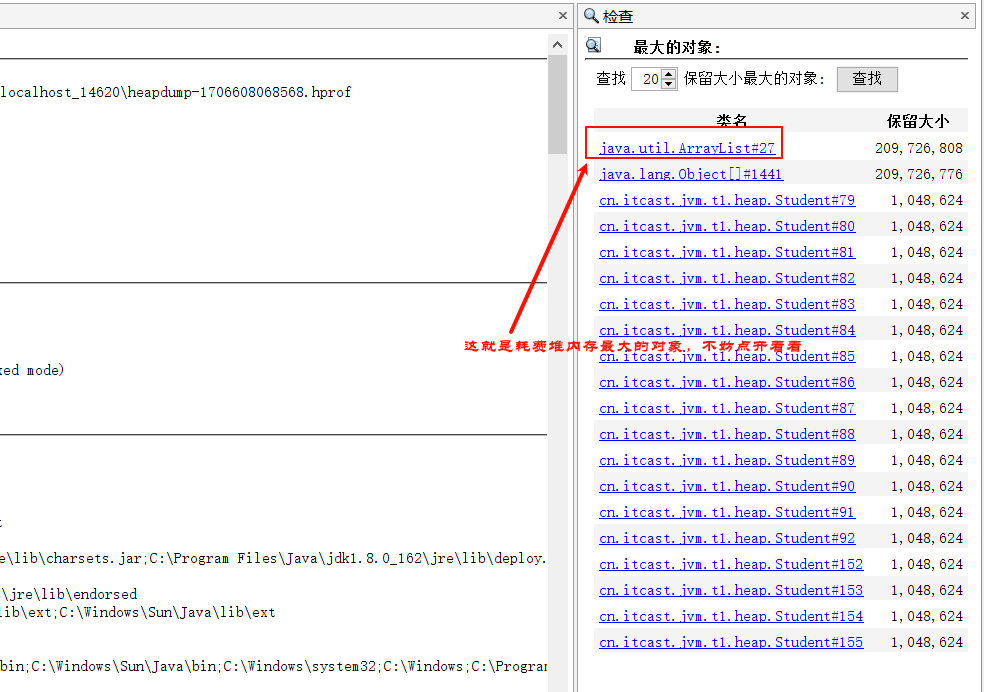 检查
最大的对象:
查找 20 保留大小最大的对象: 查找
localhost_14620\heapdump-1706608068568.hprof
类名 保留大小
java.util.ArrayList#27 209,726,808
java.lang.Object[]#1441 209,726,776
cn.itcast.jvm.t1.heap.Student#79 1,048,624
cn.itcast.jvm.t1.heap.Student#80 1,048,624
cn.itcast.jvm.t1.heap.Student#81 1,048,624
cn.itcast.jvm.t1.heap.Student#82 1,048,624
cn.itcast.jvm.t1.heap.Student#83 1,048,624
cn.itcast.jvm.t1.heap.Student#84 1,048,624
这就是耗费堆内存最大的对象，不妨点开看看
cn.itcast.jvm.t1.heap.Student#85 1,048,624
xed mode)
cn.itcast.jvm.t1.heap.Student#86 1,048,624
cn.itcast.jvm.t1.heap.Student#87 1,048,624
cn.itcast.jvm.t1.heap.Student#88 1,048,624
cn.itcast.jvm.t1.heap.Student#89 1,048,624
cn.itcast.jvm.t1.heap.Student#90 1,048,624
cn.itcast.jvm.t1.heap.Student#91 1,048,624
cn.itcast.jvm.t1.heap.Student#92 1,048,624
e\lib\charsets.jar;C:\Program Files\Java\jdk1.8.0_162\jre\lib\deploy.
cn.itcast.jvm.t1.heap.Student#152 1,048,624
\jre\lib\endorsed
cn.itcast.jvm.t1.heap.Student#153 1,048,624
lib\ext;C:\Windows\Sun\Java\lib\ext
cn.itcast.jvm.t1.heap.Student#154 1,048,624
cn.itcast.jvm.t1.heap.Student#155 1,048,624
bin;C:\Windows\Sun\Java\bin;C:\Windows\system32;C:\Windows;C:\Program